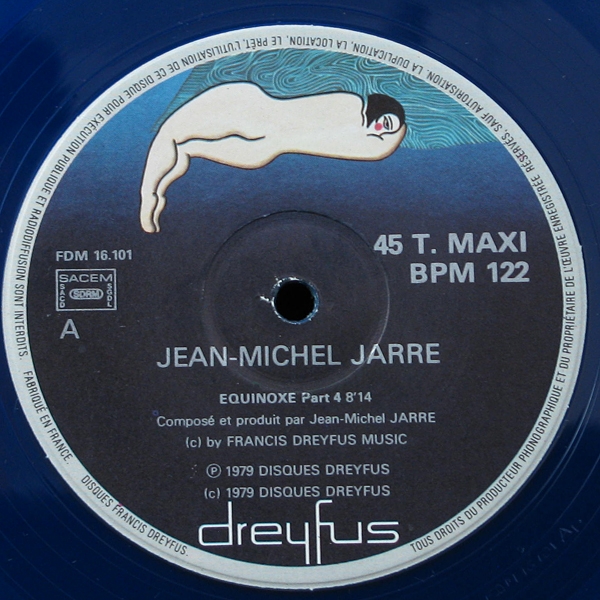 FDM 16.101
SACEM
SACD
SDRM
SGDL
A
45 T. MAXI
BPM 122
JEAN-MICHEL JARRE
EQUINOXE Part 4 8'14
Composé et produit par Jean-Michel JARRE
(c) by FRANCIS DREYFUS MUSIC
℗ 1979 DISQUES DREYFUS
(c) 1979 DISQUES DREYFUS
dreyfus
DISQUES FRANCIS DREYFUS. TOUS DROITS DU PRODUCTEUR PHONOGRAPHIQUE ET DU PROPRIÉTAIRE DE L'ŒUVRE ENREGISTRÉE RÉSERVÉS. SAUF AUTORISATION, LA DUPLICATION, LA LOCATION, LE PRÊT, L'UTILISATION DE CE DISQUE POUR EXÉCUTION PUBLIQUE ET RADIODIFFUSION SONT INTERDITS. FABRIQUÉ EN FRANCE.